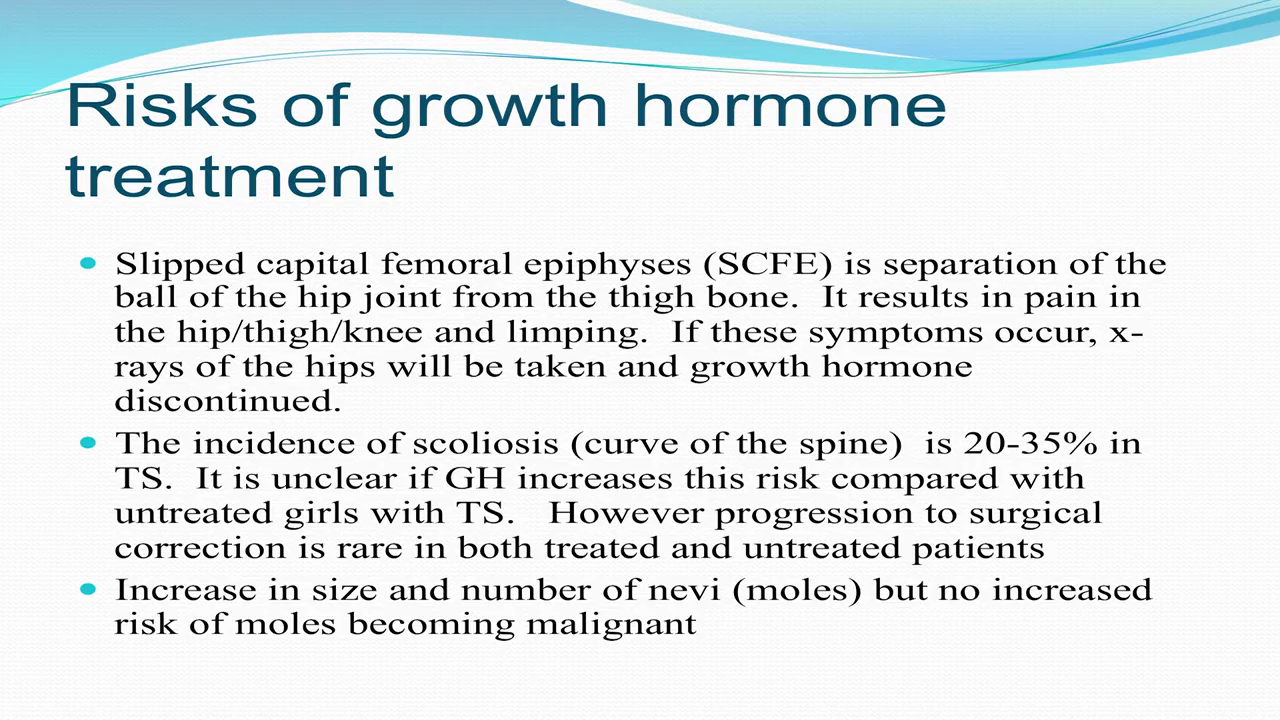 Risks of growth hormone
treatment
• Slipped capital femoral epiphyses (SCFE) is separation of the
ball of the hip joint from the thigh bone.  It results in pain in
the hip/thigh/knee and limping.  If these symptoms occur, x-
rays of the hips will be taken and growth hormone
discontinued.
• The incidence of scoliosis (curve of the spine)  is 20-35% in
TS.  It is unclear if GH increases this risk compared with
untreated girls with TS.   However progression to surgical
correction is rare in both treated and untreated patients
• Increase in size and number of nevi (moles) but no increased
risk of moles becoming malignant